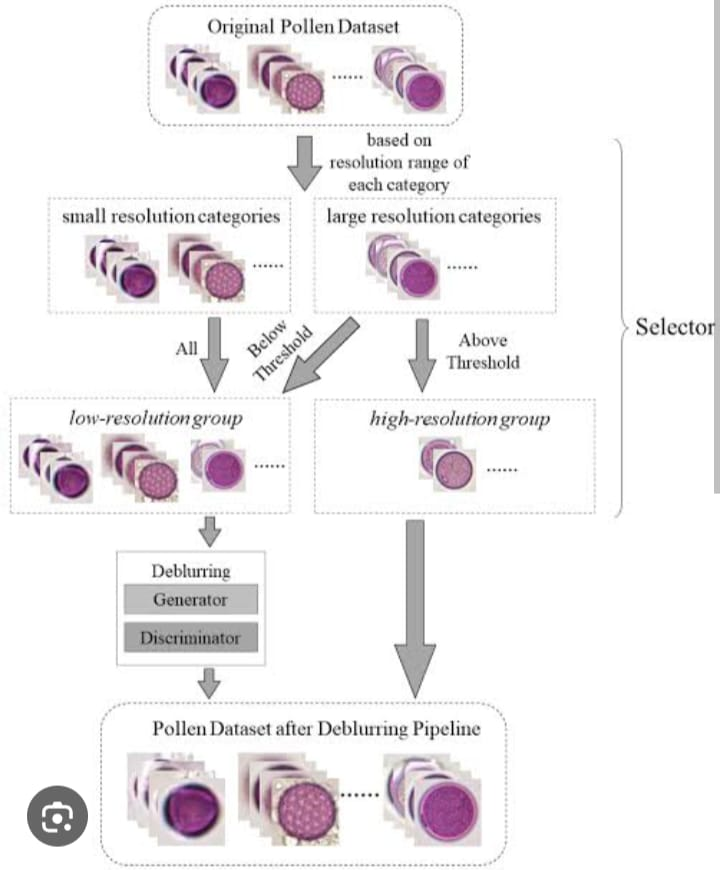 Original Pollen Dataset
......
based on
resolution range of
each category
small resolution categories
large resolution categories
......
......
Selector
All
Below
Threshold
Above
Threshold
low-resolution group
high-resolution group
......
......
Deblurring
Generator
Discriminator
Pollen Dataset after Deblurring Pipeline
......